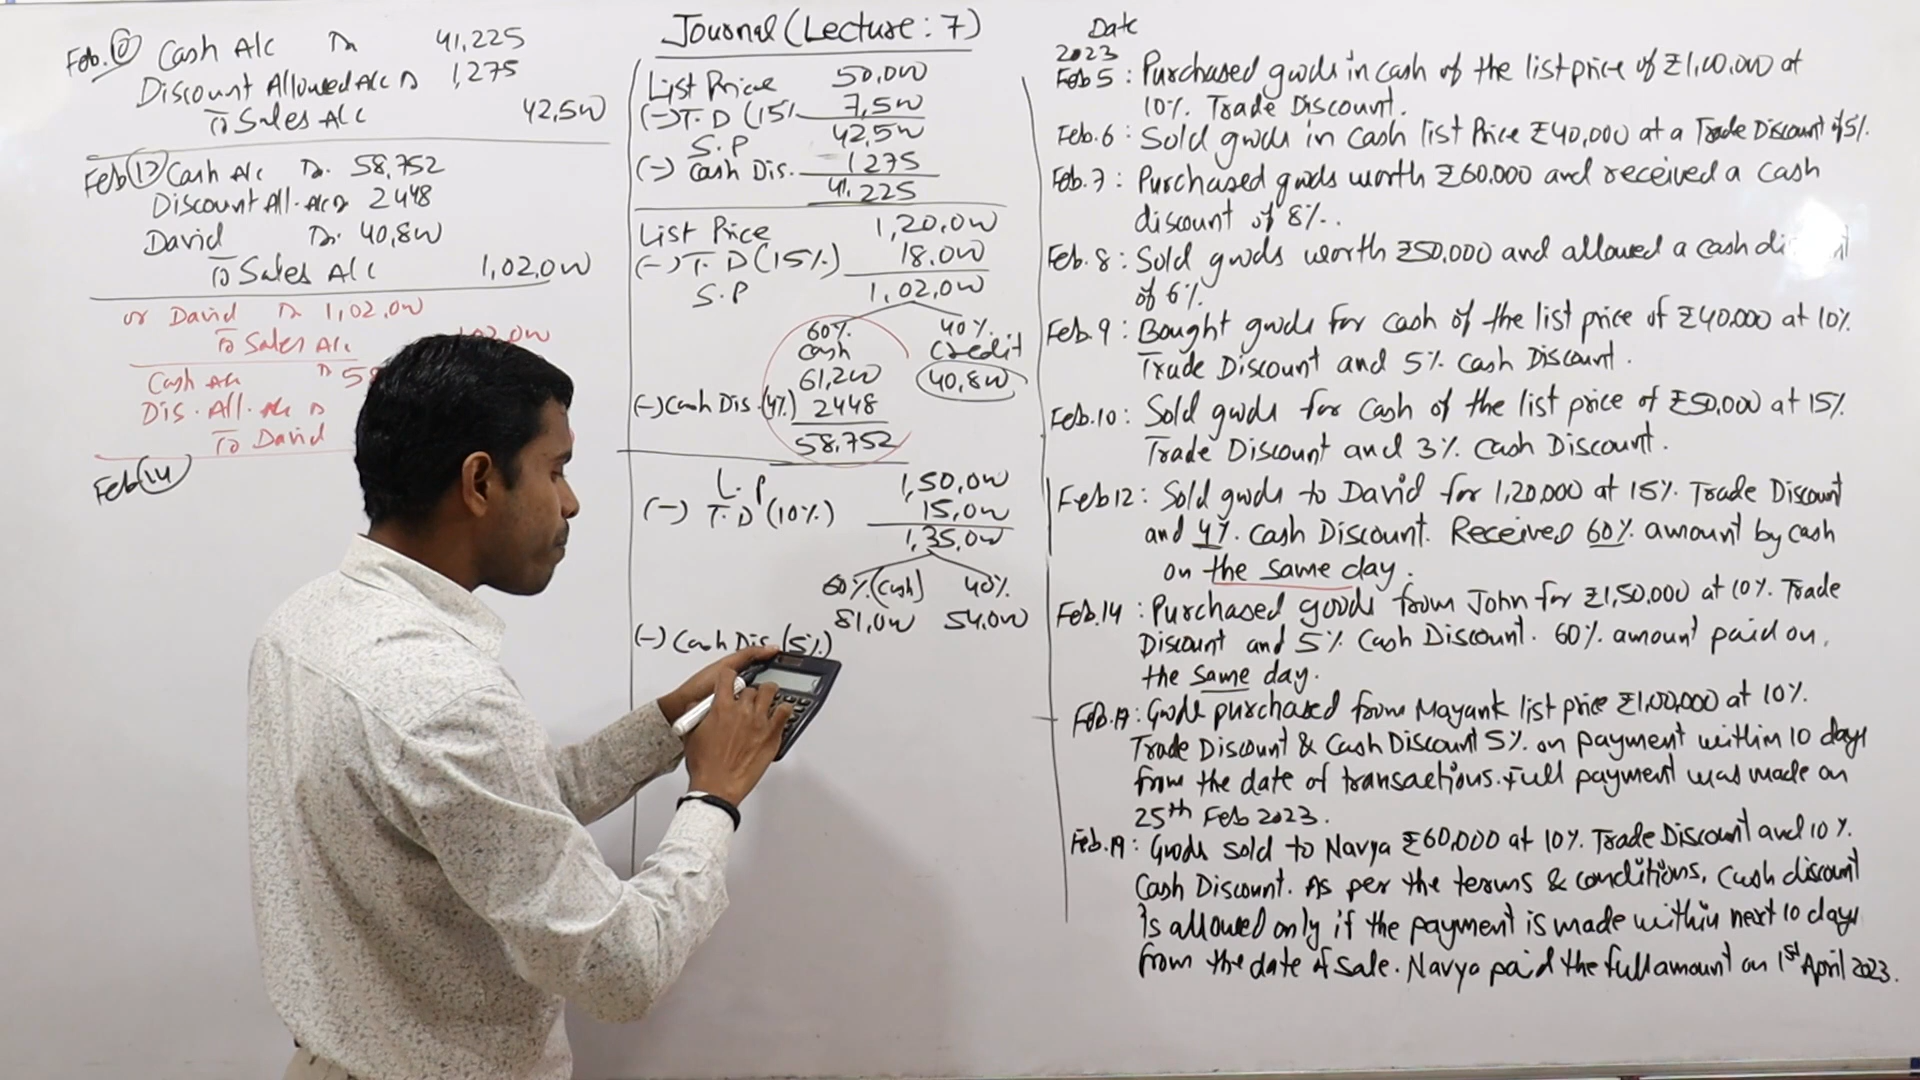 Journal (Lecture : 7)
Feb. 10 Cash A/c Dr 41,225
Discount Allowed A/c Dr 1,275
To Sales A/c 42,500
Feb 12 Cash A/c Dr. 58,752
Discount All. A/c Dr 2448
David Dr. 40,800
To Sales A/c 1,02,000
or David Dr 1,02,000
To Sales A/c
Cash A/c Dr 58
Dis. All. A/c Dr
To David
Feb 14
List Price 50,000
(-) T.D (15% 7,500
S.P 42,500
(-) Cash Dis. 1275
41,225
List Price 1,20,000
(-) T.D (15%) 18,000
S.P 1,02,000
60% 40%
Cash Credit
61,200 40,800
(-) Cash Dis. (4%) 2448
58,752
L.P 1,50,000
(-) T.D (10%) 15,000
1,35,000
60% (Cash) 40%
81,000 54,000
(-) Cash Dis. (5%)
Date
2023
Feb 5 : Purchased goods in cash of the list price of ₹1,00,000 at
10% Trade Discount.
Feb. 6 : Sold goods in cash list Price ₹40,000 at a Trade Discount of 5%.
Feb. 7 : Purchased goods worth ₹60,000 and received a cash
discount of 8%..
Feb. 8 : Sold goods worth ₹50,000 and allowed a cash
of 6%
Feb. 9 : Bought goods for cash of the list price of ₹40,000 at 10%
Trade Discount and 5% Cash Discount.
Feb. 10 : Sold goods for cash of the list price of ₹50,000 at 15%
Trade Discount and 3% Cash Discount.
Feb 12 : Sold goods to David for 1,20,000 at 15% Trade Discount
and 4% Cash Discount. Received 60% amount by cash
on the same day.
Feb. 14 : Purchased goods from John for ₹1,50,000 at 10% Trade
Discount and 5% Cash Discount. 60% amount paid on
the same day.
Feb. 17 : Goods purchased from Mayank list price ₹1,00,000 at 10%
Trade Discount & Cash Discount 5% on payment within 10 days
from the date of transactions. Full payment was made on
25th Feb 2023.
Feb. 19 : Goods sold to Navya ₹60,000 at 10% Trade Discount and 10%
Cash Discount. As per the terms & conditions, Cash discount
is allowed only if the payment is made within next 10 days
from the date of sale. Navya paid the full amount on 1st April 2023.